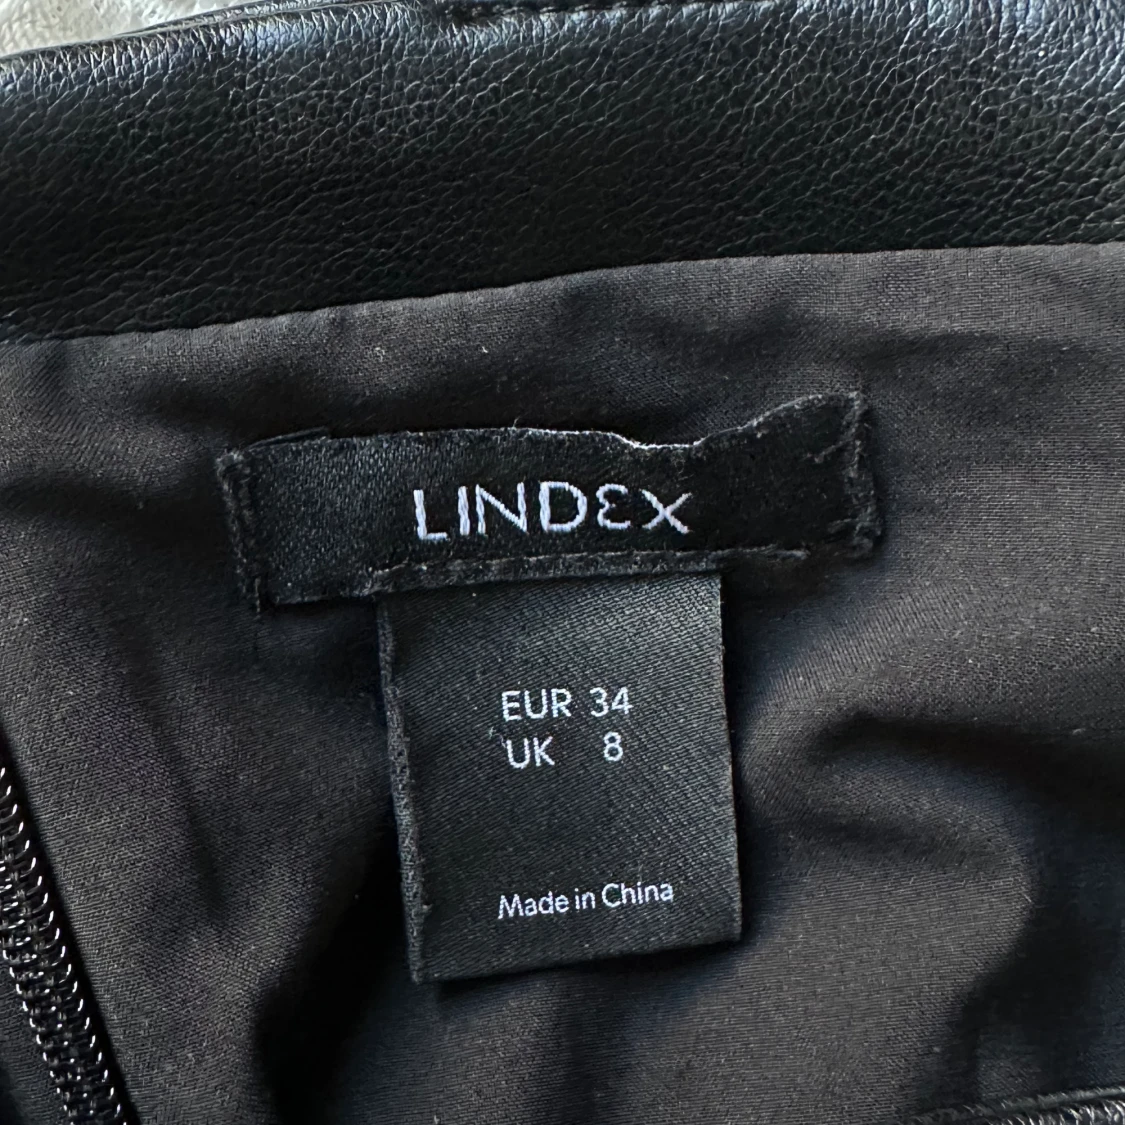 LINDEX
EUR 34
UK 8
Made in China